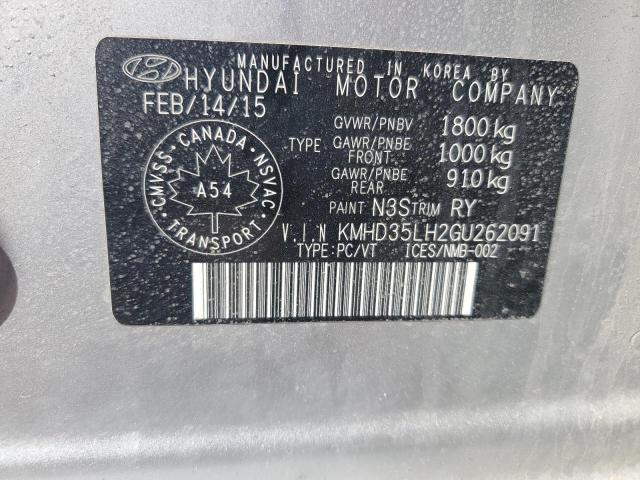 MANUFACTURED IN KOREA BY
HYUNDAI MOTOR COMPANY
FEB/14/15
GVWR/PNBV 1800 kg
TYPE GAWR/PNBE FRONT 1000 kg
GAWR/PNBE REAR 910 kg
CMVSS · CANADA · NSVAC
A54
TRANSPORT
PAINT N3S TRIM RY
V.I.N KMHD35LH2GU262091
TYPE:PC/VT ICES/NMB-002